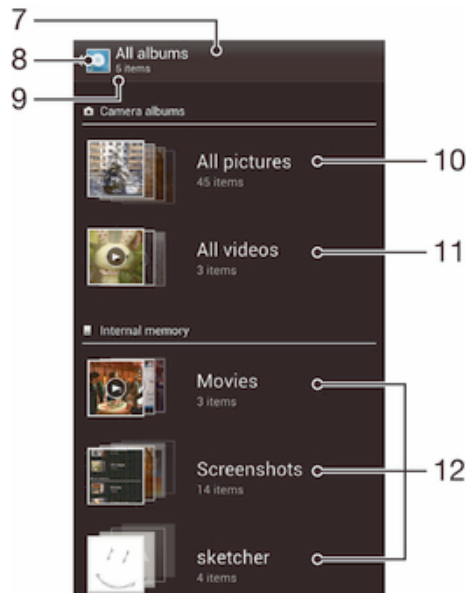 7
8
All albums
5 items
9
Camera albums
All pictures
45 items
10
All videos
3 items
11
Internal memory
Movies
3 items
Screenshots
14 items
12
sketcher
4 items